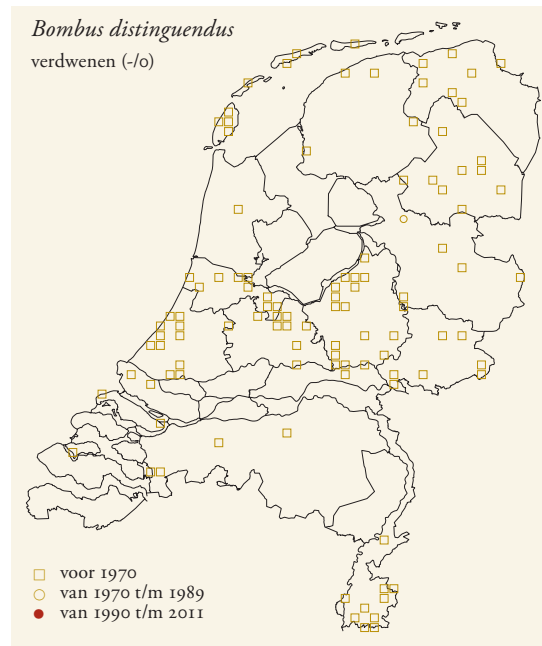 Bombus distinguendus
verdwenen (-/0)
voor 1970
van 1970 t/m 1989
van 1990 t/m 2011